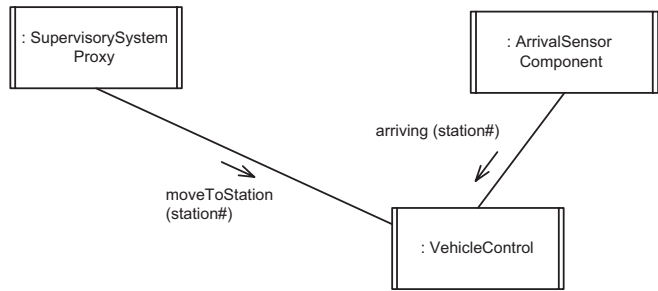 : SupervisorySystem
Proxy
: ArrivalSensor
Component
arriving (station#)
moveToStation
(station#)
: VehicleControl